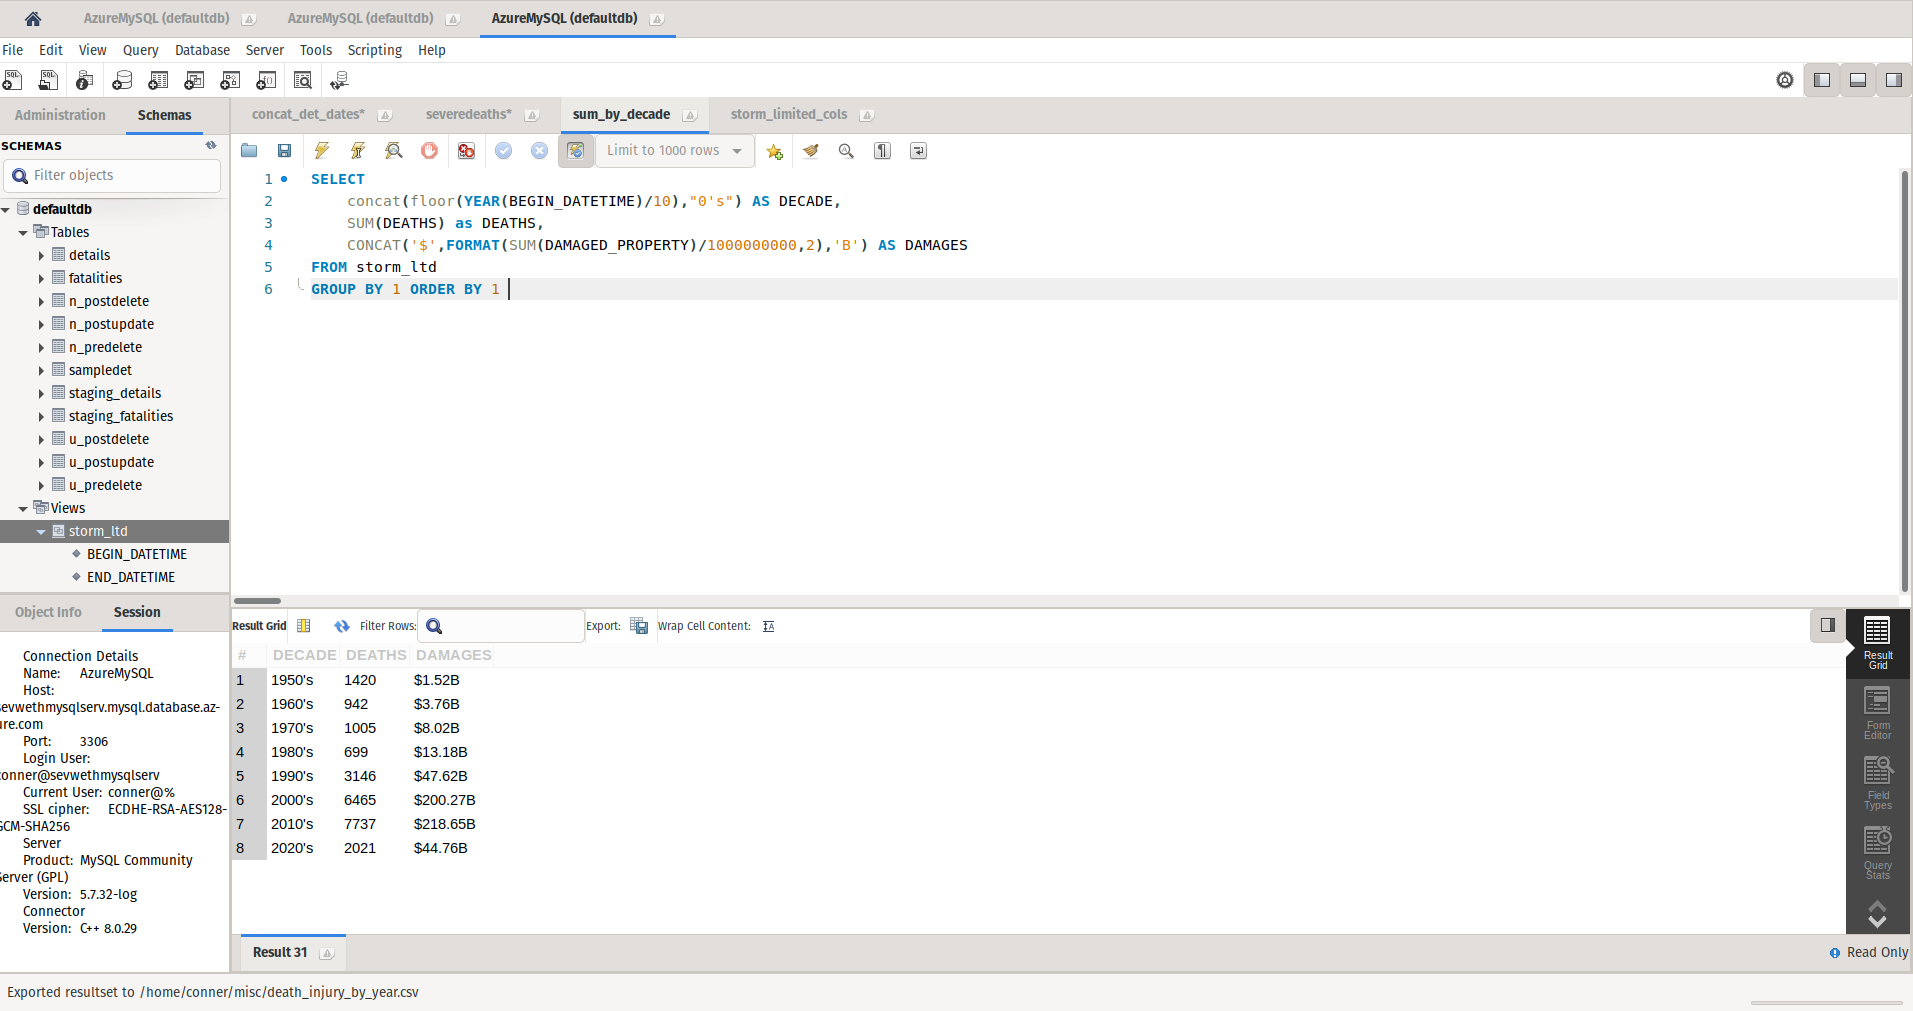 AzureMySQL (defaultdb) AzureMySQL (defaultdb) AzureMySQL (defaultdb)
File Edit View Query Database Server Tools Scripting Help
Administration Schemas
SCHEMAS
Filter objects
defaultdb
Tables
details
fatalities
n_postdelete
n_postupdate
n_predelete
sampledet
staging_details
staging_fatalities
u_postdelete
u_postupdate
u_predelete
Views
storm_ltd
BEGIN_DATETIME
END_DATETIME
Object Info Session
Connection Details
Name: AzureMySQL
Host:
sevwethmysqlserv.mysql.database.az-
ure.com
Port: 3306
Login User:
conner@sevwethmysqlserv
Current User: conner@%
SSL cipher: ECDHE-RSA-AES128-
GCM-SHA256
Server
Product: MySQL Community
Server (GPL)
Version: 5.7.32-log
Connector
Version: C++ 8.0.29
concat_det_dates* severedeaths* sum_by_decade storm_limited_cols
Limit to 1000 rows
1 SELECT
2 concat(floor(YEAR(BEGIN_DATETIME)/10),"0's") AS DECADE,
3 SUM(DEATHS) as DEATHS,
4 CONCAT('$',FORMAT(SUM(DAMAGED_PROPERTY)/1000000000,2),'B') AS DAMAGES
5 FROM storm_ltd
6 GROUP BY 1 ORDER BY 1
Result Grid Filter Rows: Export: Wrap Cell Content:
# DECADE DEATHS DAMAGES
1 1950's 1420 $1.52B
2 1960's 942 $3.76B
3 1970's 1005 $8.02B
4 1980's 699 $13.18B
5 1990's 3146 $47.62B
6 2000's 6465 $200.27B
7 2010's 7737 $218.65B
8 2020's 2021 $44.76B
Result
Grid
Form
Editor
Field
Types
Query
Stats
Result 31
Read Only
Exported resultset to /home/conner/misc/death_injury_by_year.csv